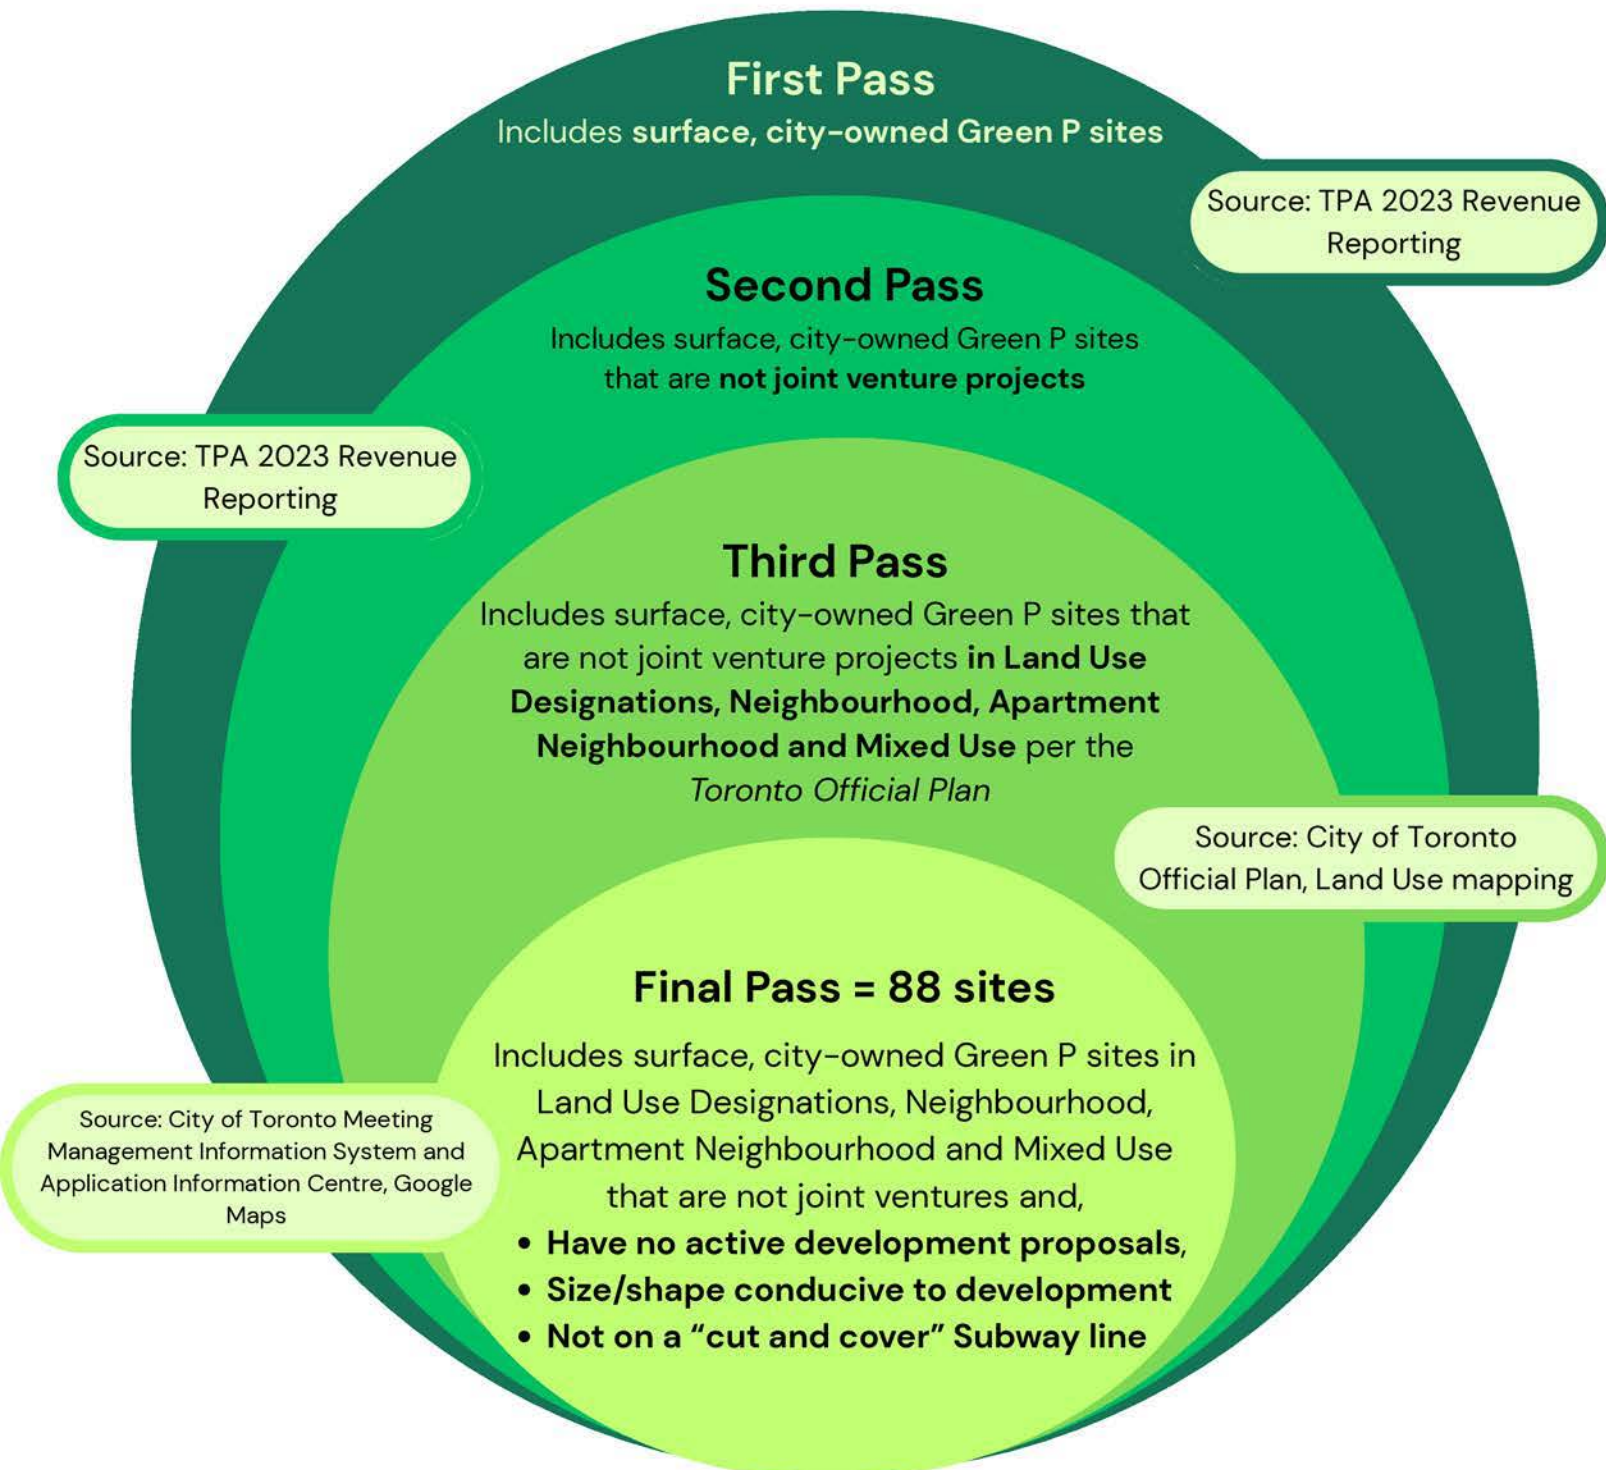 First Pass
Includes surface, city-owned Green P sites
Source: TPA 2023 Revenue
Reporting
Second Pass
Includes surface, city-owned Green P sites
that are not joint venture projects
Source: TPA 2023 Revenue
Reporting
Third Pass
Includes surface, city-owned Green P sites that
are not joint venture projects in Land Use
Designations, Neighbourhood, Apartment
Neighbourhood and Mixed Use per the
Toronto Official Plan
Source: City of Toronto
Official Plan, Land Use mapping
Final Pass = 88 sites
Includes surface, city-owned Green P sites in
Land Use Designations, Neighbourhood,
Apartment Neighbourhood and Mixed Use
that are not joint ventures and,
• Have no active development proposals,
• Size/shape conducive to development
• Not on a “cut and cover” Subway line
Source: City of Toronto Meeting
Management Information System and
Application Information Centre, Google
Maps